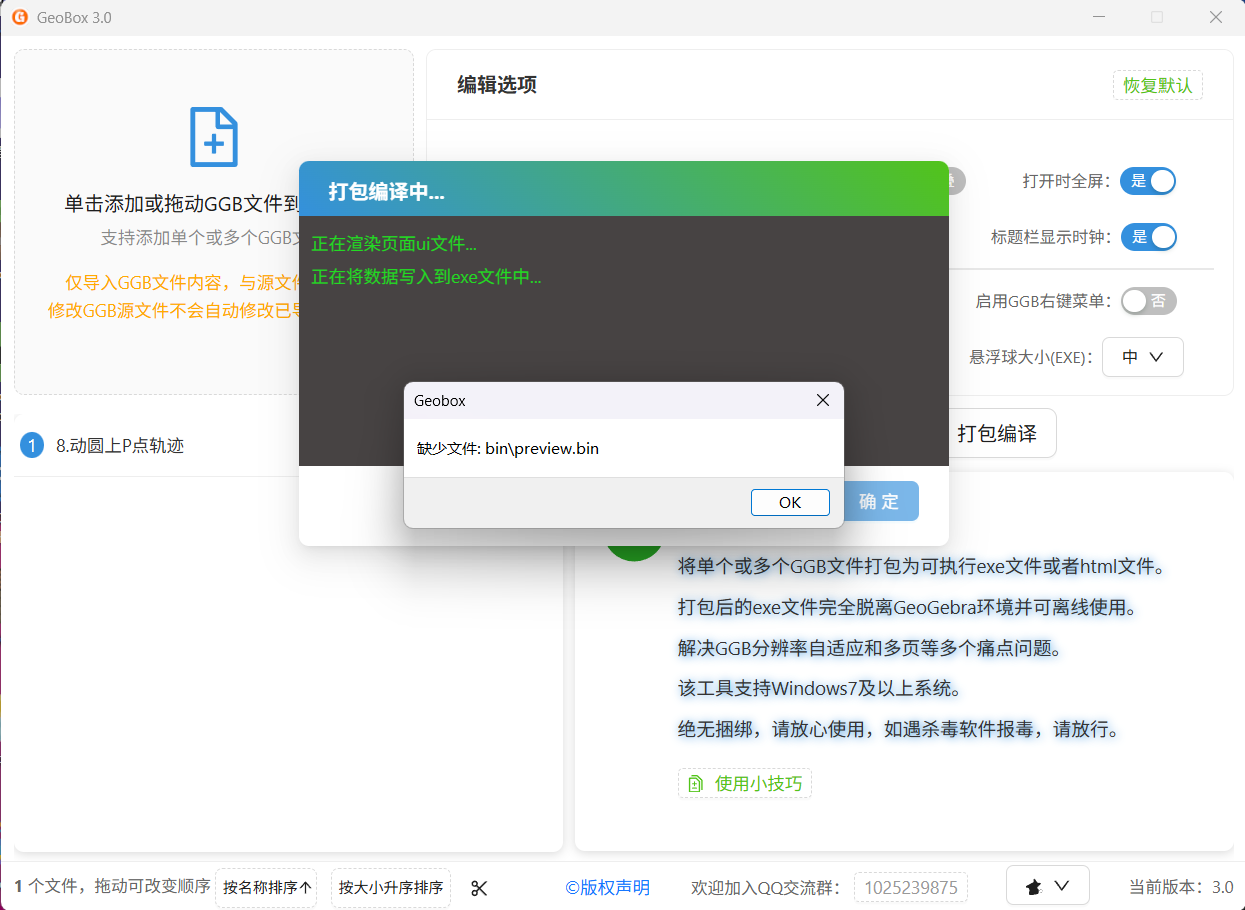 GeoBox 3.0
编辑选项
恢复默认
单击添加或拖动GGB文件到
支持添加单个或多个GGB文
仅导入GGB文件内容，与源文件
修改GGB源文件不会自动修改已导
打开时全屏：
是
标题栏显示时钟：
是
启用GGB右键菜单：
否
悬浮球大小(EXE)：
中
打包编译中...
正在渲染页面ui文件...
正在将数据写入到exe文件中...
Geobox
缺少文件: bin\preview.bin
OK
确 定
1
8.动圆上P点轨迹
打包编译
将单个或多个GGB文件打包为可执行exe文件或者html文件。
打包后的exe文件完全脱离GeoGebra环境并可离线使用。
解决GGB分辨率自适应和多页等多个痛点问题。
该工具支持Windows7及以上系统。
绝无捆绑，请放心使用，如遇杀毒软件报毒，请放行。
使用小技巧
1 个文件，拖动可改变顺序
按名称排序↑
按大小升序排序
©版权声明
欢迎加入QQ交流群：
1025239875
当前版本：3.0